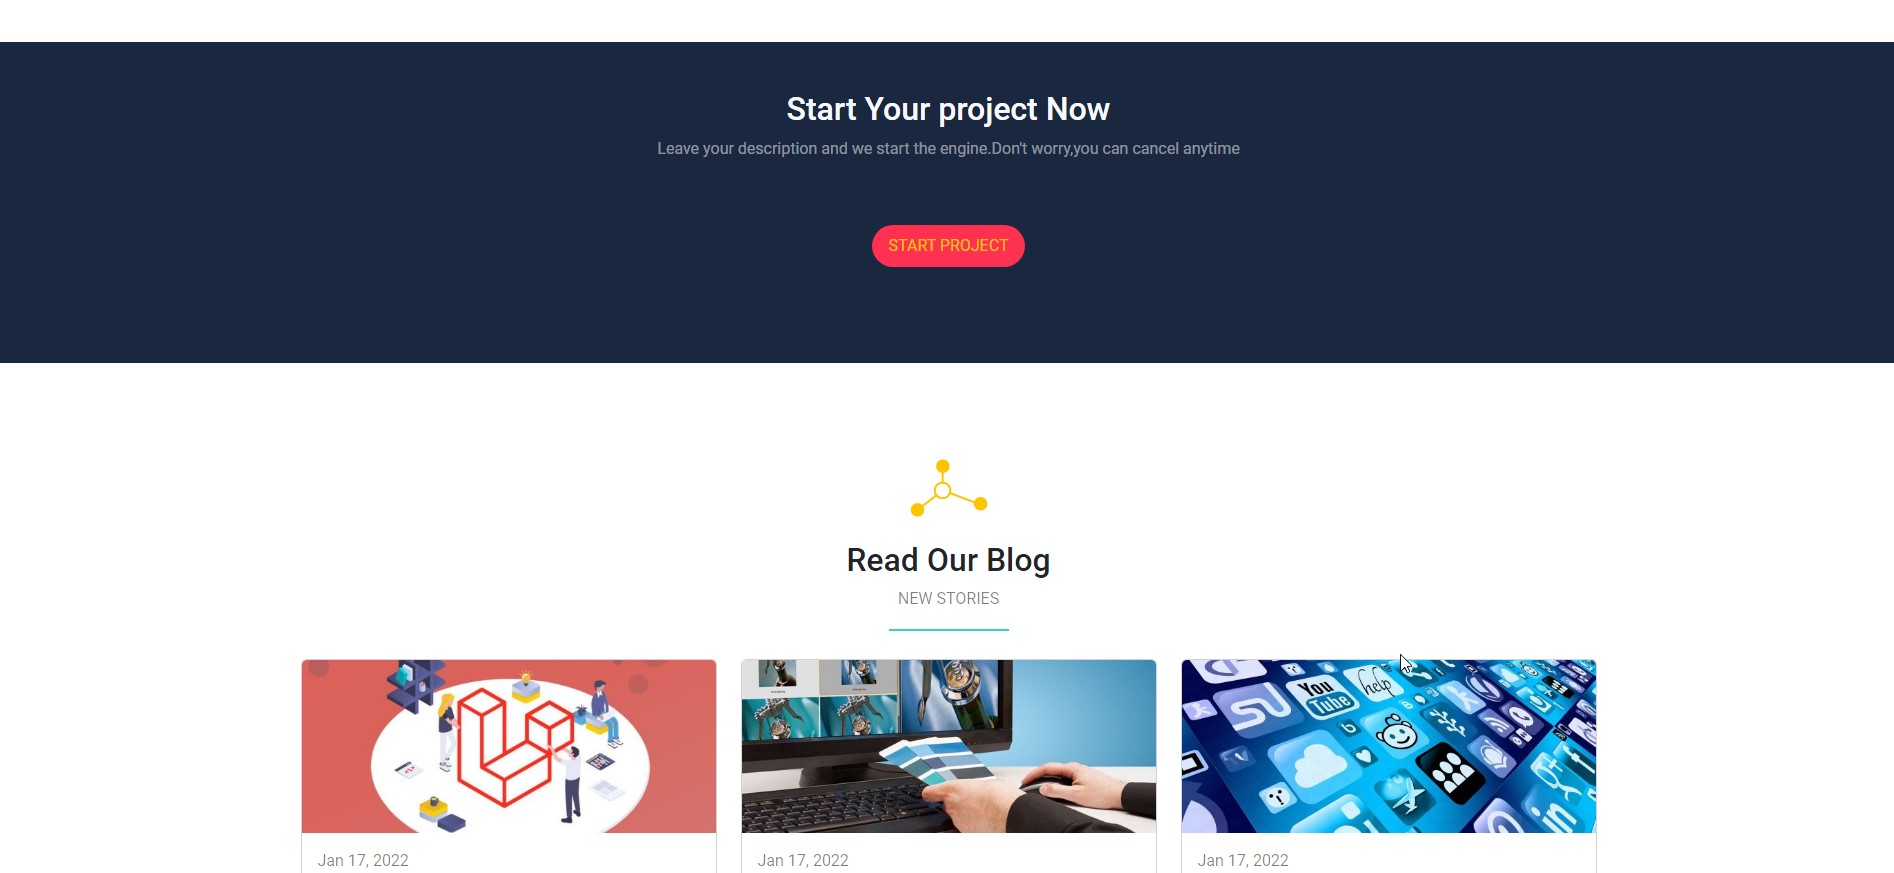 Start Your project Now
Leave your description and we start the engine.Don't worry,you can cancel anytime
START PROJECT
Read Our Blog
NEW STORIES
You
Tube
help
in
Jan 17, 2022
Jan 17, 2022
Jan 17, 2022